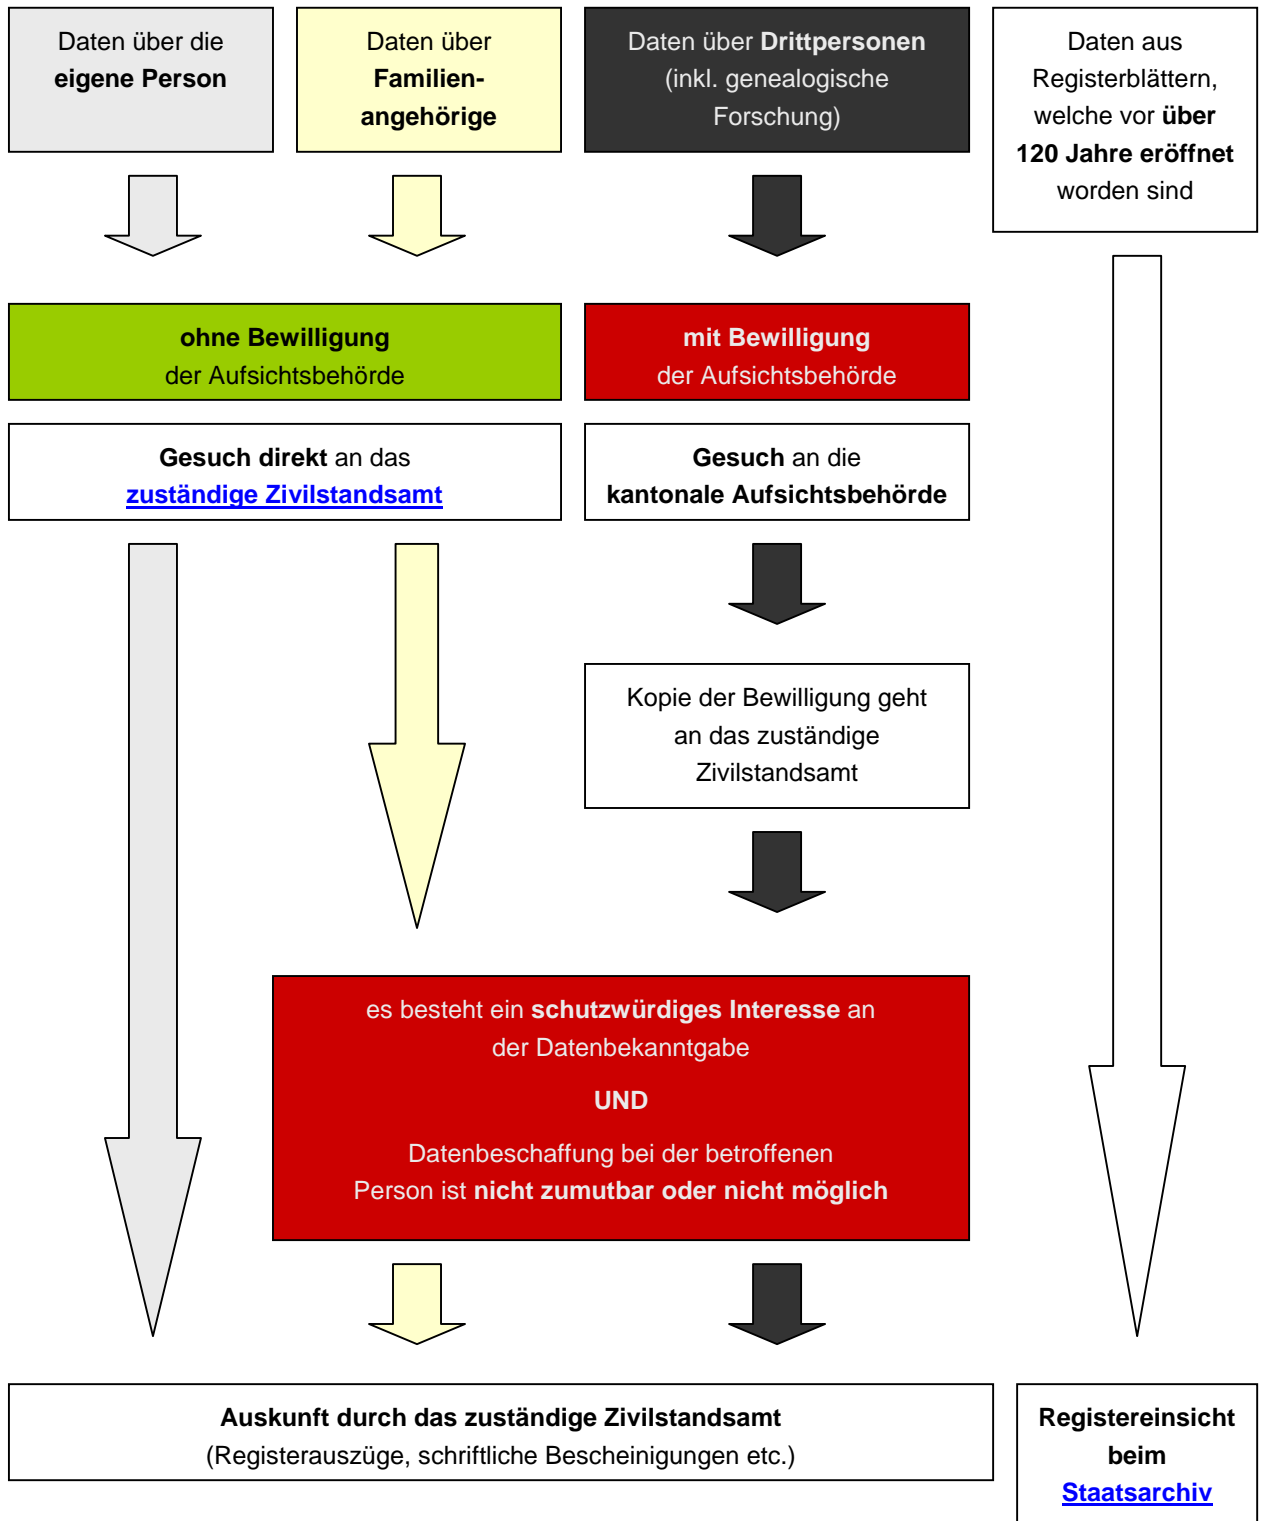 Daten über die
eigene Person
Daten über
Familien-
angehörige
Daten über Drittpersonen
(inkl. genealogische
Forschung)
Daten aus
Registerblättern,
welche vor über
120 Jahre eröffnet
worden sind
ohne Bewilligung
der Aufsichtsbehörde
mit Bewilligung
der Aufsichtsbehörde
Gesuch direkt an das
zuständige Zivilstandsamt
Gesuch an die
kantonale Aufsichtsbehörde
Kopie der Bewilligung geht
an das zuständige
Zivilstandsamt
es besteht ein schutzwürdiges Interesse an
der Datenbekanntgabe
UND
Datenbeschaffung bei der betroffenen
Person ist nicht zumutbar oder nicht möglich
Auskunft durch das zuständige Zivilstandsamt
(Registerauszüge, schriftliche Bescheinigungen etc.)
Registereinsicht
beim
Staatsarchiv